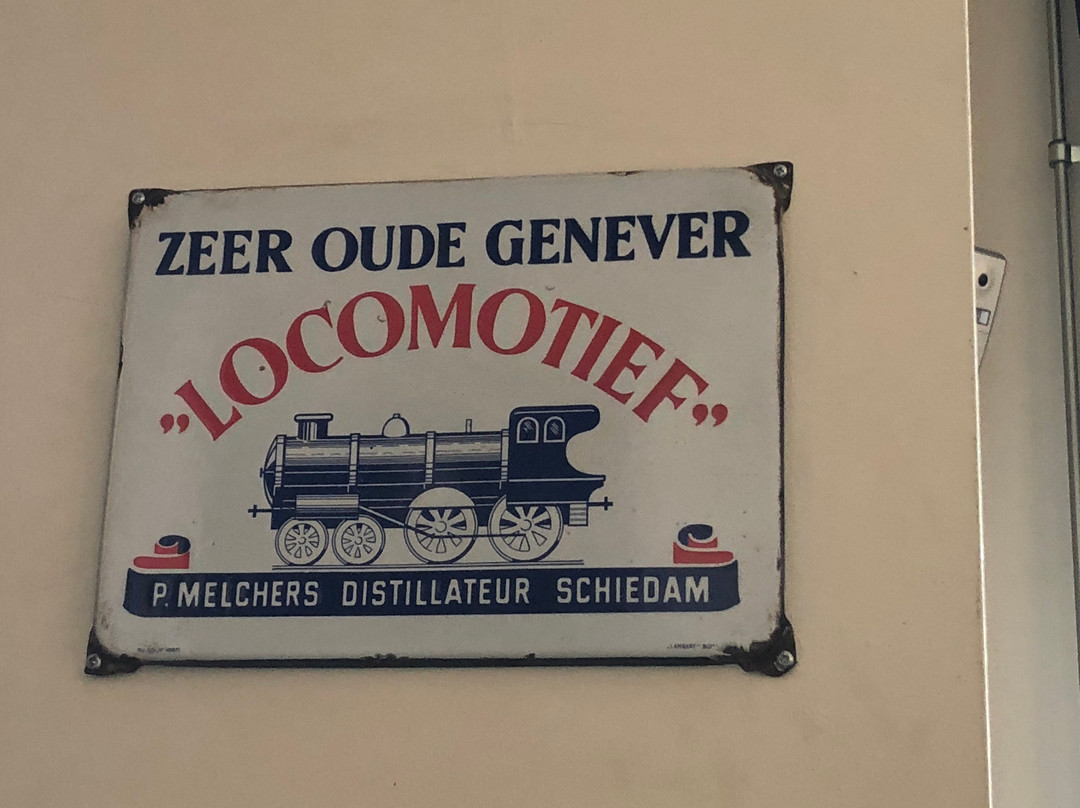 ZEER OUDE GENEVER
„LOCOMOTIEF”
P. MELCHERS DISTILLATEUR SCHIEDAM